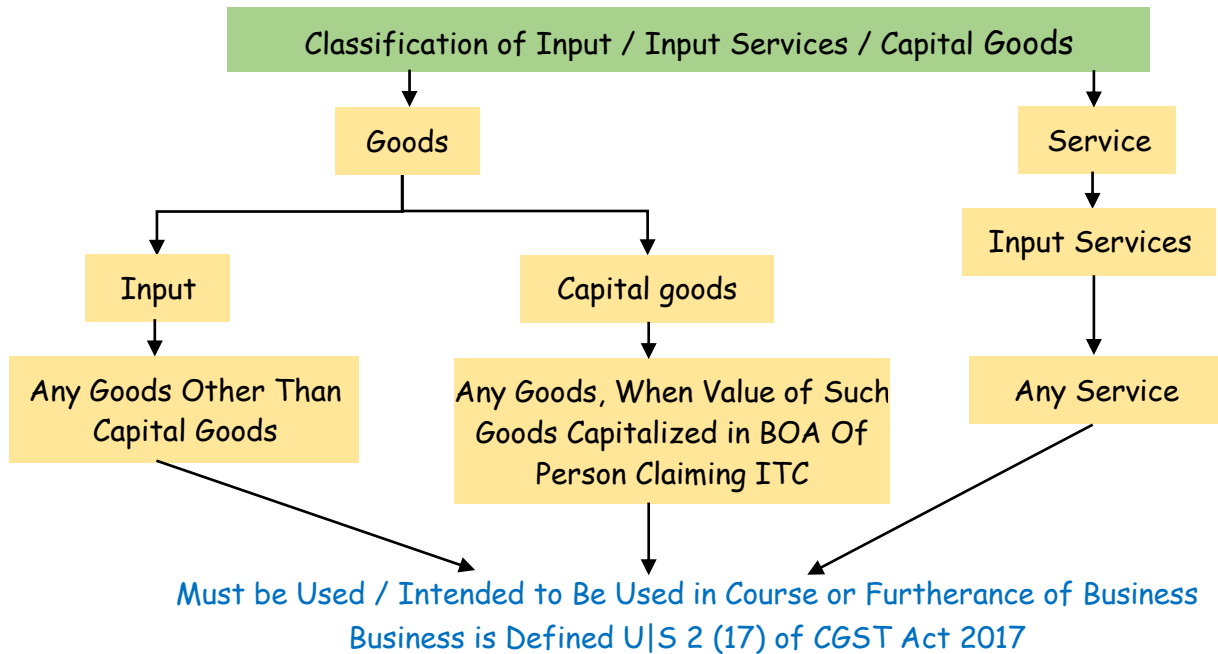 Classification of Input / Input Services / Capital Goods
Goods
Service
Input Services
Input
Capital goods
Any Goods Other Than
Capital Goods
Any Goods, When Value of Such
Goods Capitalized in BOA Of
Person Claiming ITC
Any Service
Must be Used / Intended to Be Used in Course or Furtherance of Business
Business is Defined U|S 2 (17) of CGST Act 2017